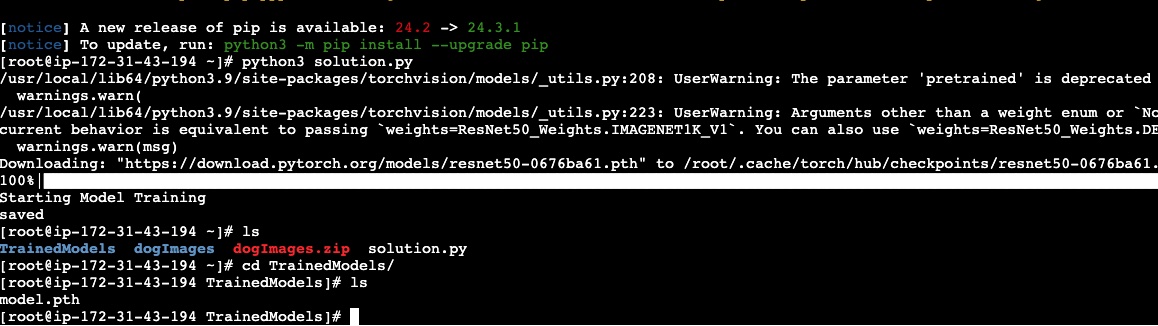 [notice] A new release of pip is available: 24.2 -> 24.3.1
[notice] To update, run: python3 -m pip install --upgrade pip
[root@ip-172-31-43-194 ~]# python3 solution.py
/usr/local/lib64/python3.9/site-packages/torchvision/models/_utils.py:208: UserWarning: The parameter 'pretrained' is deprecated
  warnings.warn(
/usr/local/lib64/python3.9/site-packages/torchvision/models/_utils.py:223: UserWarning: Arguments other than a weight enum or `No
current behavior is equivalent to passing `weights=ResNet50_Weights.IMAGENET1K_V1`. You can also use `weights=ResNet50_Weights.DE
  warnings.warn(msg)
Downloading: "https://download.pytorch.org/models/resnet50-0676ba61.pth" to /root/.cache/torch/hub/checkpoints/resnet50-0676ba61.
100%|
Starting Model Training
saved
[root@ip-172-31-43-194 ~]# ls
TrainedModels  dogImages  dogImages.zip  solution.py
[root@ip-172-31-43-194 ~]# cd TrainedModels/
[root@ip-172-31-43-194 TrainedModels]# ls
model.pth
[root@ip-172-31-43-194 TrainedModels]#